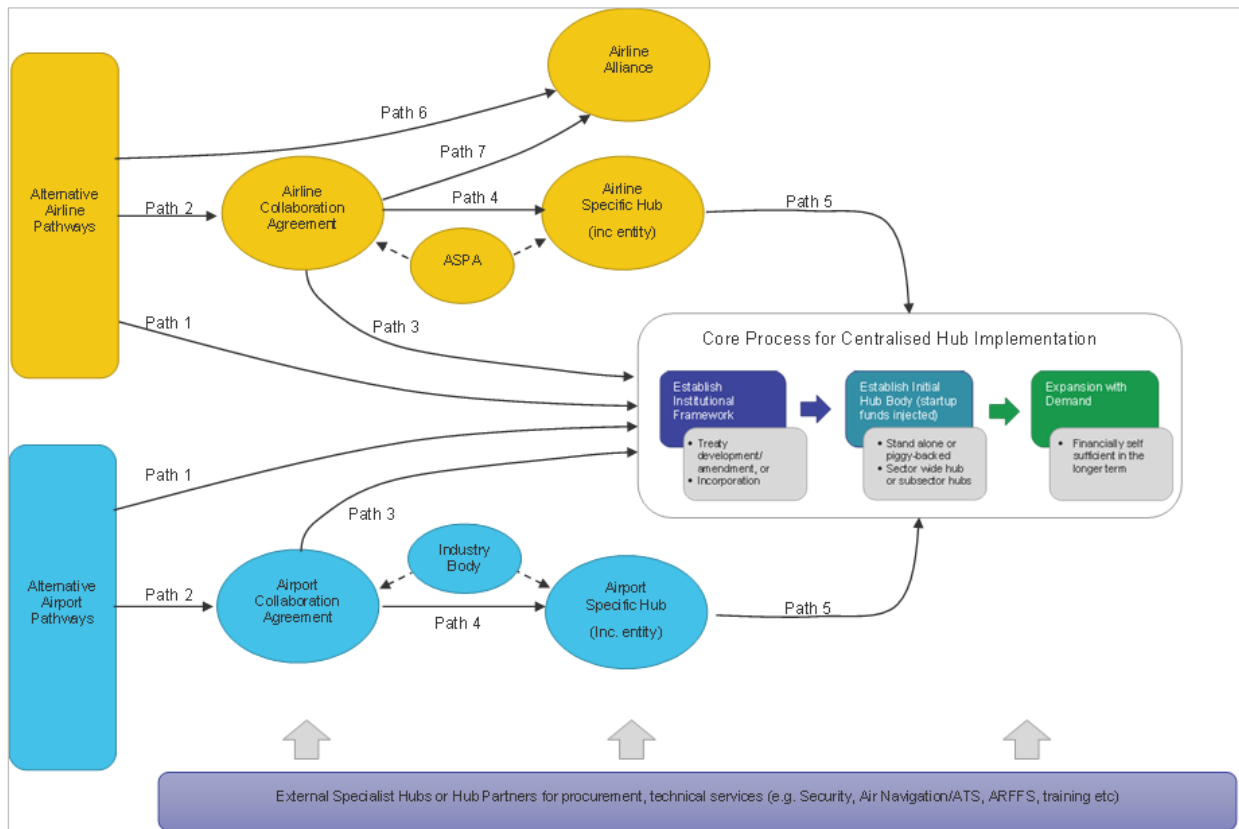 Airline
Alliance
Path 6
Path 7
Alternative
Airline
Pathways
Path 2
Airline
Collaboration
Agreement
Path 4
Airline
Specific Hub
(inc entity)
Path 5
ASPA
Path 1
Path 3
Core Process for Centralised Hub Implementation
Establish
Institutional
Framework
• Treaty
development/
amendment, or
• Incorporation
Establish Initial
Hub Body (startup
funds injected)
• Stand alone or
piggy-backed
• Sector wide hub
or subsector hubs
Expansion with
Demand
• Financially self
sufficient in the
longer term
Path 1
Path 3
Industry
Body
Alternative
Airport
Pathways
Path 2
Airport
Collaboration
Agreement
Path 4
Airport
Specific Hub
(Inc. entity)
Path 5
External Specialist Hubs or Hub Partners for procurement, technical services (e.g. Security, Air Navigation/ATS, ARFFS, training etc)